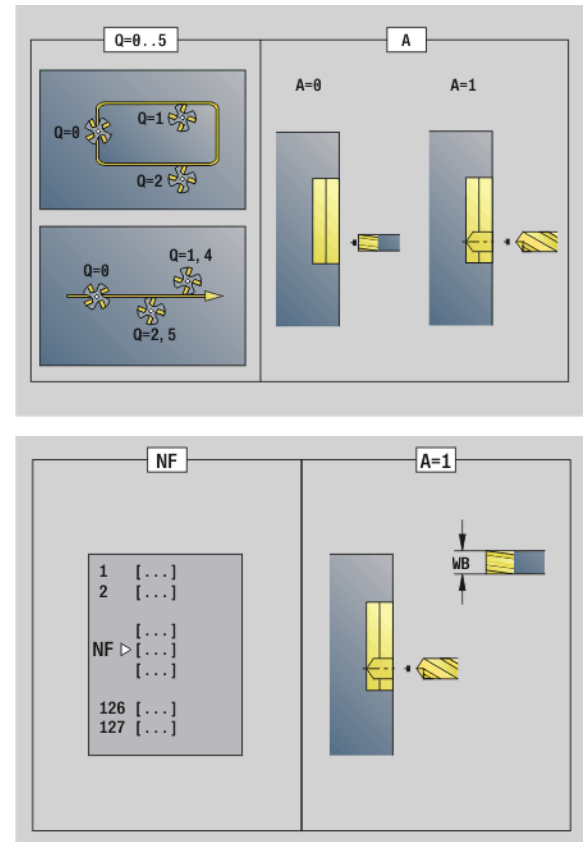 Q=0..5
A
Q=0
Q=1
Q=2
Q=0
Q=1,4
Q=2,5
A=0
A=1
NF
A=1
1 [...]
2 [...]
[...]
NF [...]
[...]
126 [...]
127 [...]
WB